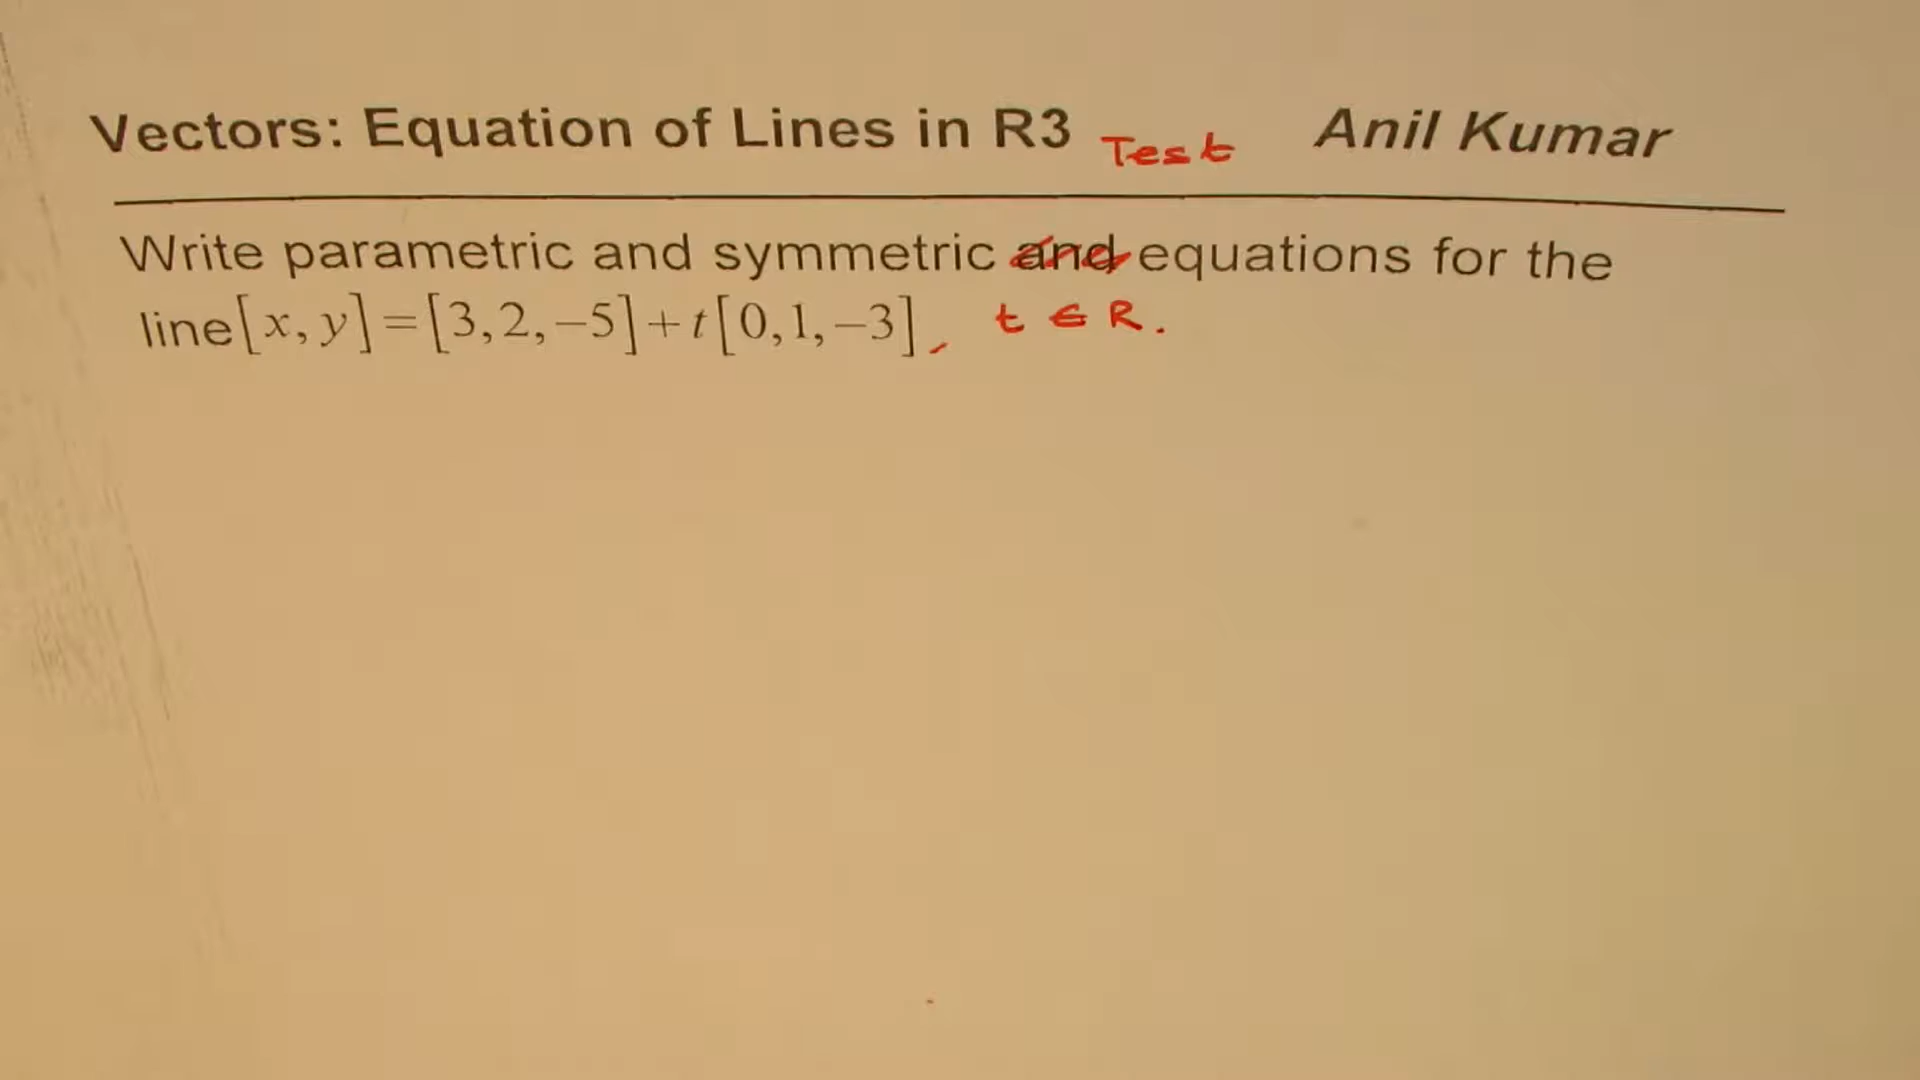 Vectors: Equation of Lines in R3 Test Anil Kumar
Write parametric and symmetric and equations for the
line [x, y] = [3, 2, −5] + t[0, 1, −3], t ∈ R.